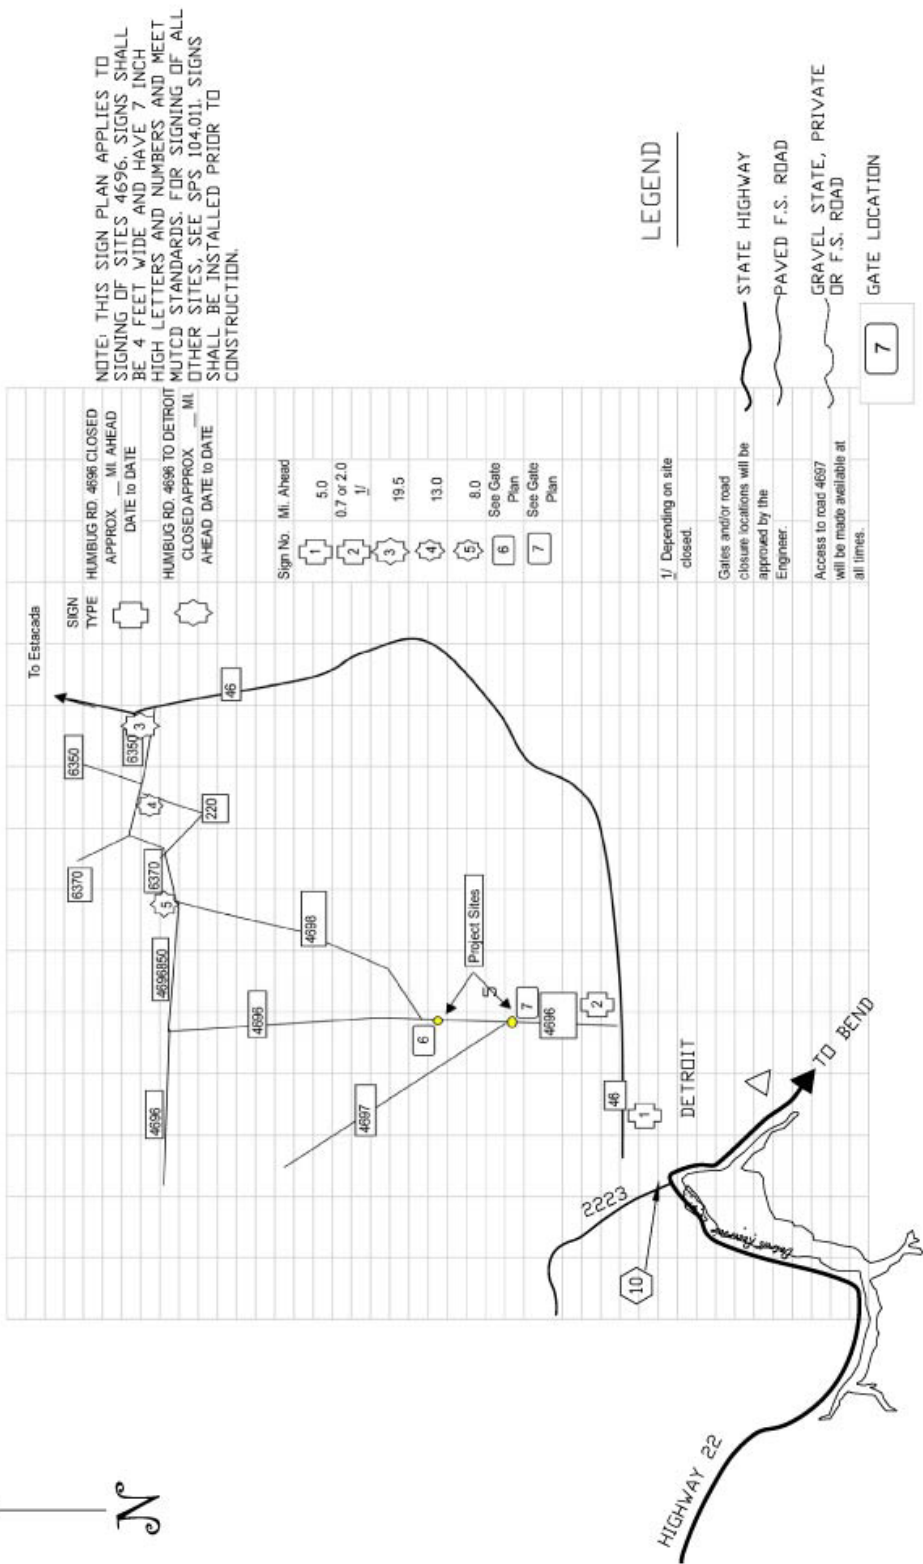 NOTE: THIS SIGN PLAN APPLIES TO
SIGNING OF SITES 4696. SIGNS SHALL
BE 4 FEET WIDE AND HAVE 7 INCH
HIGH LETTERS AND NUMBERS AND MEET
MUTCD STANDARDS. FOR SIGNING OF ALL
OTHER SITES, SEE SPS 104.011. SIGNS
SHALL BE INSTALLED PRIOR TO
CONSTRUCTION.
SIGN
TYPE
HUMBUG RD. 4696 CLOSED
APPROX __ MI. AHEAD
DATE to DATE
HUMBUG RD. 4696 TO DETROIT
CLOSED APPROX __ MI.
AHEAD DATE to DATE
Sign No. Mi. Ahead
1 5.0
2 0.7 or 2.0
1/
3 19.5
4 13.0
5 8.0
6 See Gate
Plan
7 See Gate
Plan
1/ Depending on site
closed.
Gates and/or road
closure locations will be
approved by the
Engineer.
Access to road 4697
will be made available at
all times.
LEGEND
STATE HIGHWAY
PAVED F.S. ROAD
GRAVEL STATE, PRIVATE
OR F.S. ROAD
7 GATE LOCATION
To Estacada
6350
6350
3
46
4
6370
220
6370
5
4696850
4698
4696
4696
Project Sites
6
5
7
4697
4696
2
46
1
DETROIT
2223
10
TO BEND
Detroit Reservoir
HIGHWAY 22
N